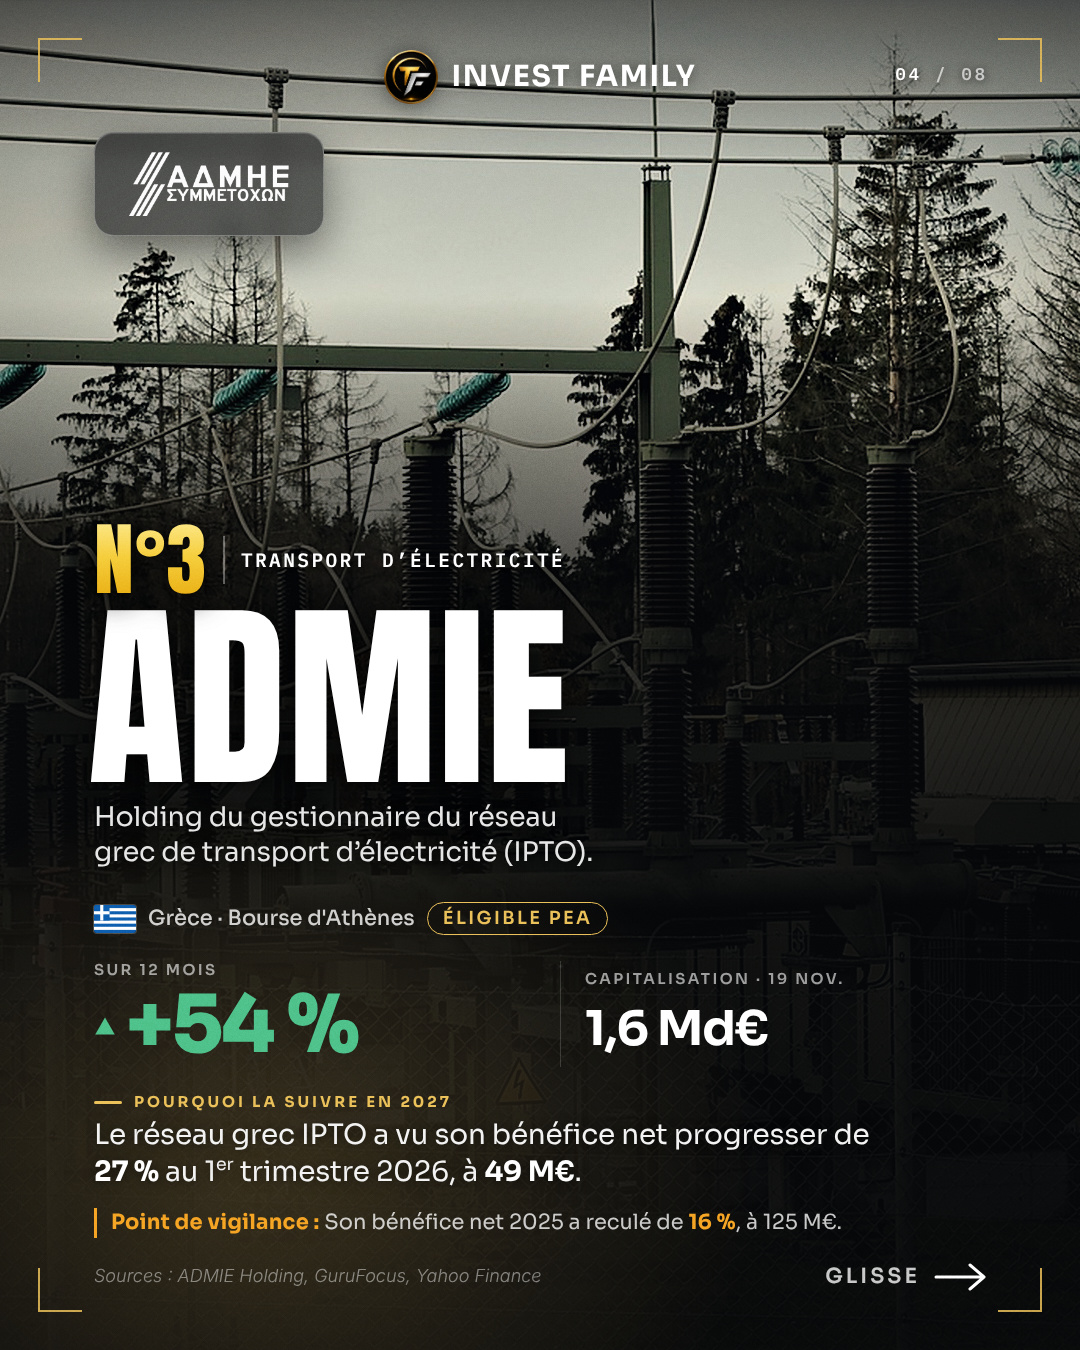 INVEST FAMILY
04 / 08
ΑΔΜΗΕ
ΣΥΜΜΕΤΟΧΩΝ
N°3
TRANSPORT D’ÉLECTRICITÉ
ADMIE
Holding du gestionnaire du réseau
grec de transport d’électricité (IPTO).
Grèce · Bourse d'Athènes
ÉLIGIBLE PEA
SUR 12 MOIS
▲ +54 %
CAPITALISATION · 19 NOV.
1,6 Md€
POURQUOI LA SUIVRE EN 2027
Le réseau grec IPTO a vu son bénéfice net progresser de
27 % au 1er trimestre 2026, à 49 M€.
Point de vigilance : Son bénéfice net 2025 a reculé de 16 %, à 125 M€.
Sources : ADMIE Holding, GuruFocus, Yahoo Finance
GLISSE →